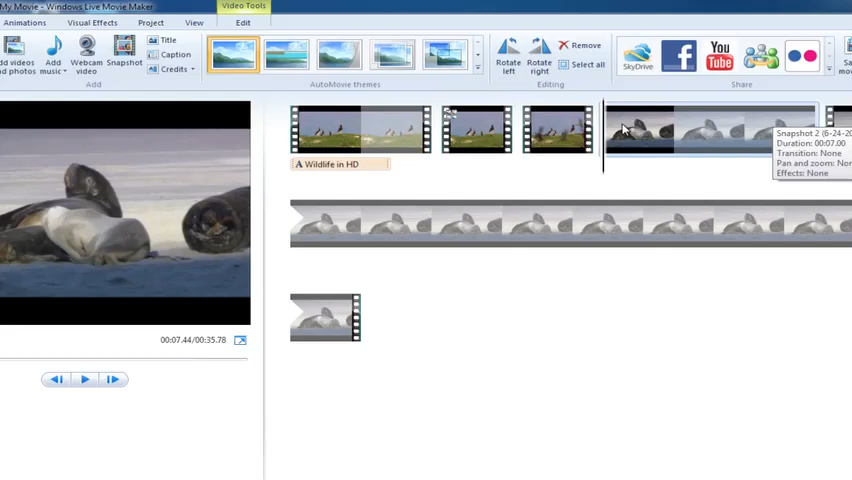 My Movie - Windows Live Movie Maker
Video Tools
Animations Visual Effects Project View Edit
Add videos and photos
Add music
Webcam video
Snapshot
Title
Caption
Credits
Rotate left
Rotate right
Remove
Select all
SkyDrive
f
You Tube
Add AutoMovie themes Editing Share
Snapshot 2 (6-24-20
Duration: 00:07.00
Transition: None
Pan and zoom: Non
Effects: None
A Wildlife in HD
00:07.44/00:35.78